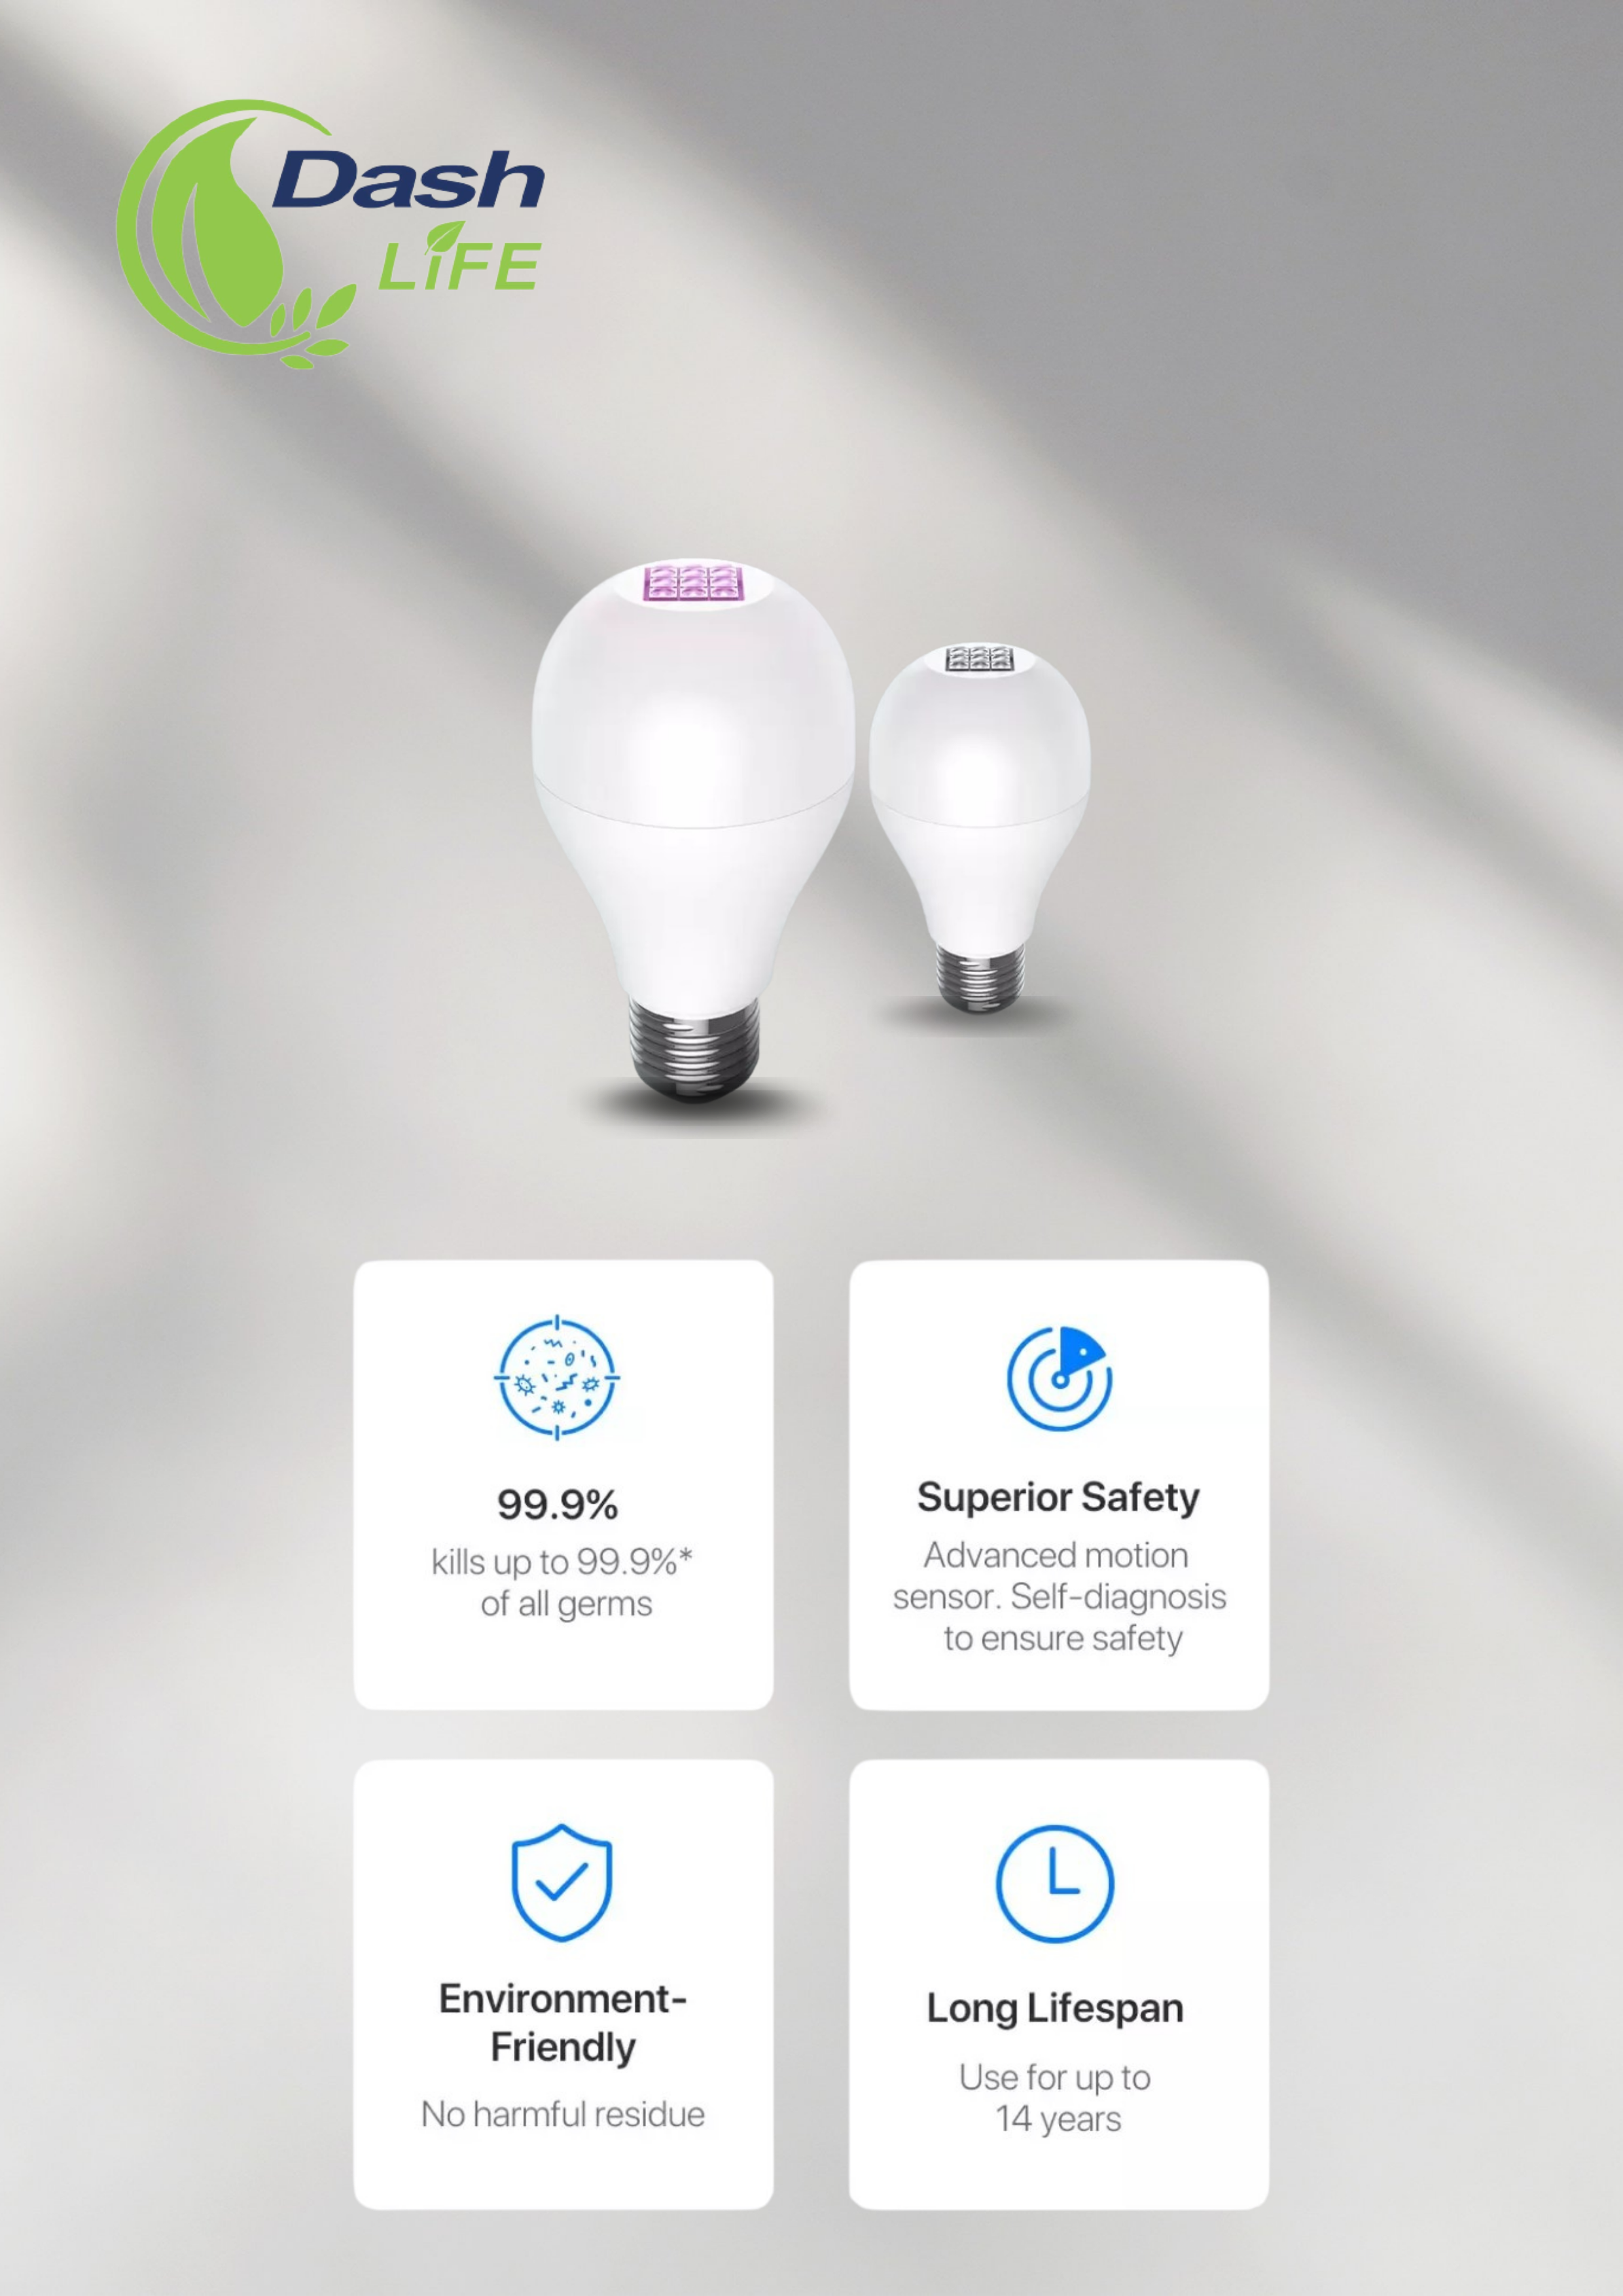 Dash
LiFE
99.9%
kills up to 99.9%*
of all germs
Superior Safety
Advanced motion
sensor. Self-diagnosis
to ensure safety
Environment-
Friendly
No harmful residue
Long Lifespan
Use for up to
14 years